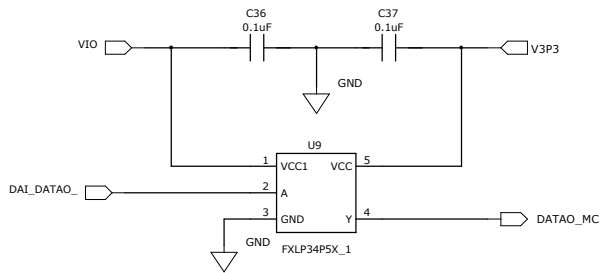 C36
0.1uF
C37
0.1uF
VIO
V3P3
GND
U9
1 VCC1 VCC 5
DAI_DATAO_ 2 A
3 GND Y 4 DATAO_MC
GND
FXLP34P5X_1